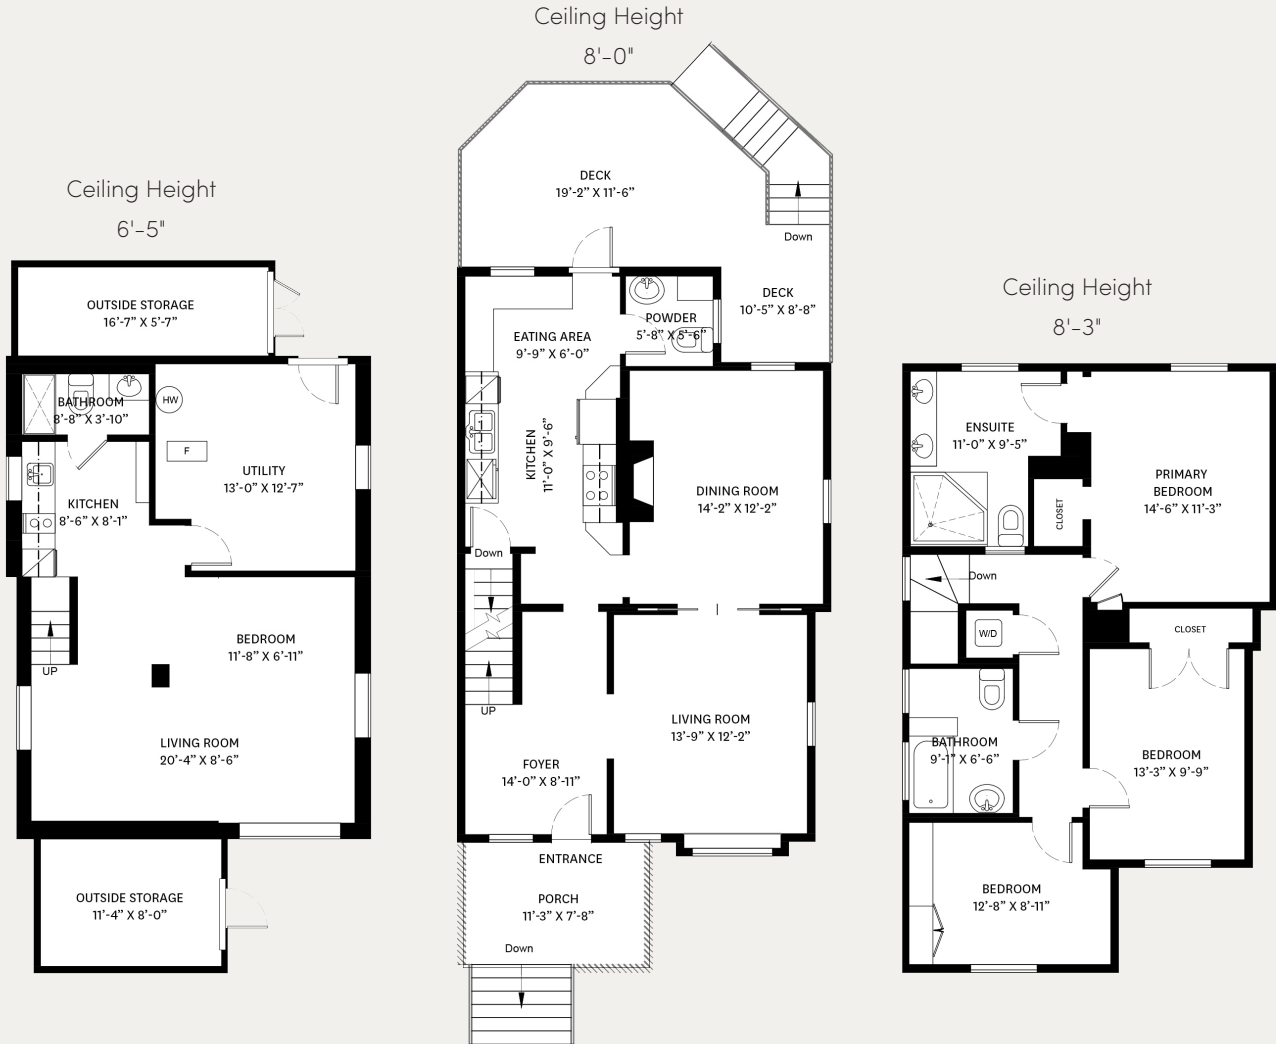 Ceiling Height
6'-5"
OUTSIDE STORAGE
16'-7" X 5'-7"
BATHROOM
8'-8" X 3'-10"
HW
F
UTILITY
13'-0" X 12'-7"
KITCHEN
8'-6" X 8'-1"
UP
BEDROOM
11'-8" X 6'-11"
LIVING ROOM
20'-4" X 8'-6"
OUTSIDE STORAGE
11'-4" X 8'-0"
Ceiling Height
8'-0"
DECK
19'-2" X 11'-6"
Down
DECK
10'-5" X 8'-8"
POWDER
5'-8" X 5'-6"
EATING AREA
9'-9" X 6'-0"
KITCHEN
11'-0" X 9'-6"
DINING ROOM
14'-2" X 12'-2"
Down
UP
LIVING ROOM
13'-9" X 12'-2"
FOYER
14'-0" X 8'-11"
ENTRANCE
PORCH
11'-3" X 7'-8"
Down
Ceiling Height
8'-3"
ENSUITE
11'-0" X 9'-5"
CLOSET
PRIMARY
BEDROOM
14'-6" X 11'-3"
Down
W/D
CLOSET
BATHROOM
9'-1" X 6'-6"
BEDROOM
13'-3" X 9'-9"
BEDROOM
12'-8" X 8'-11"